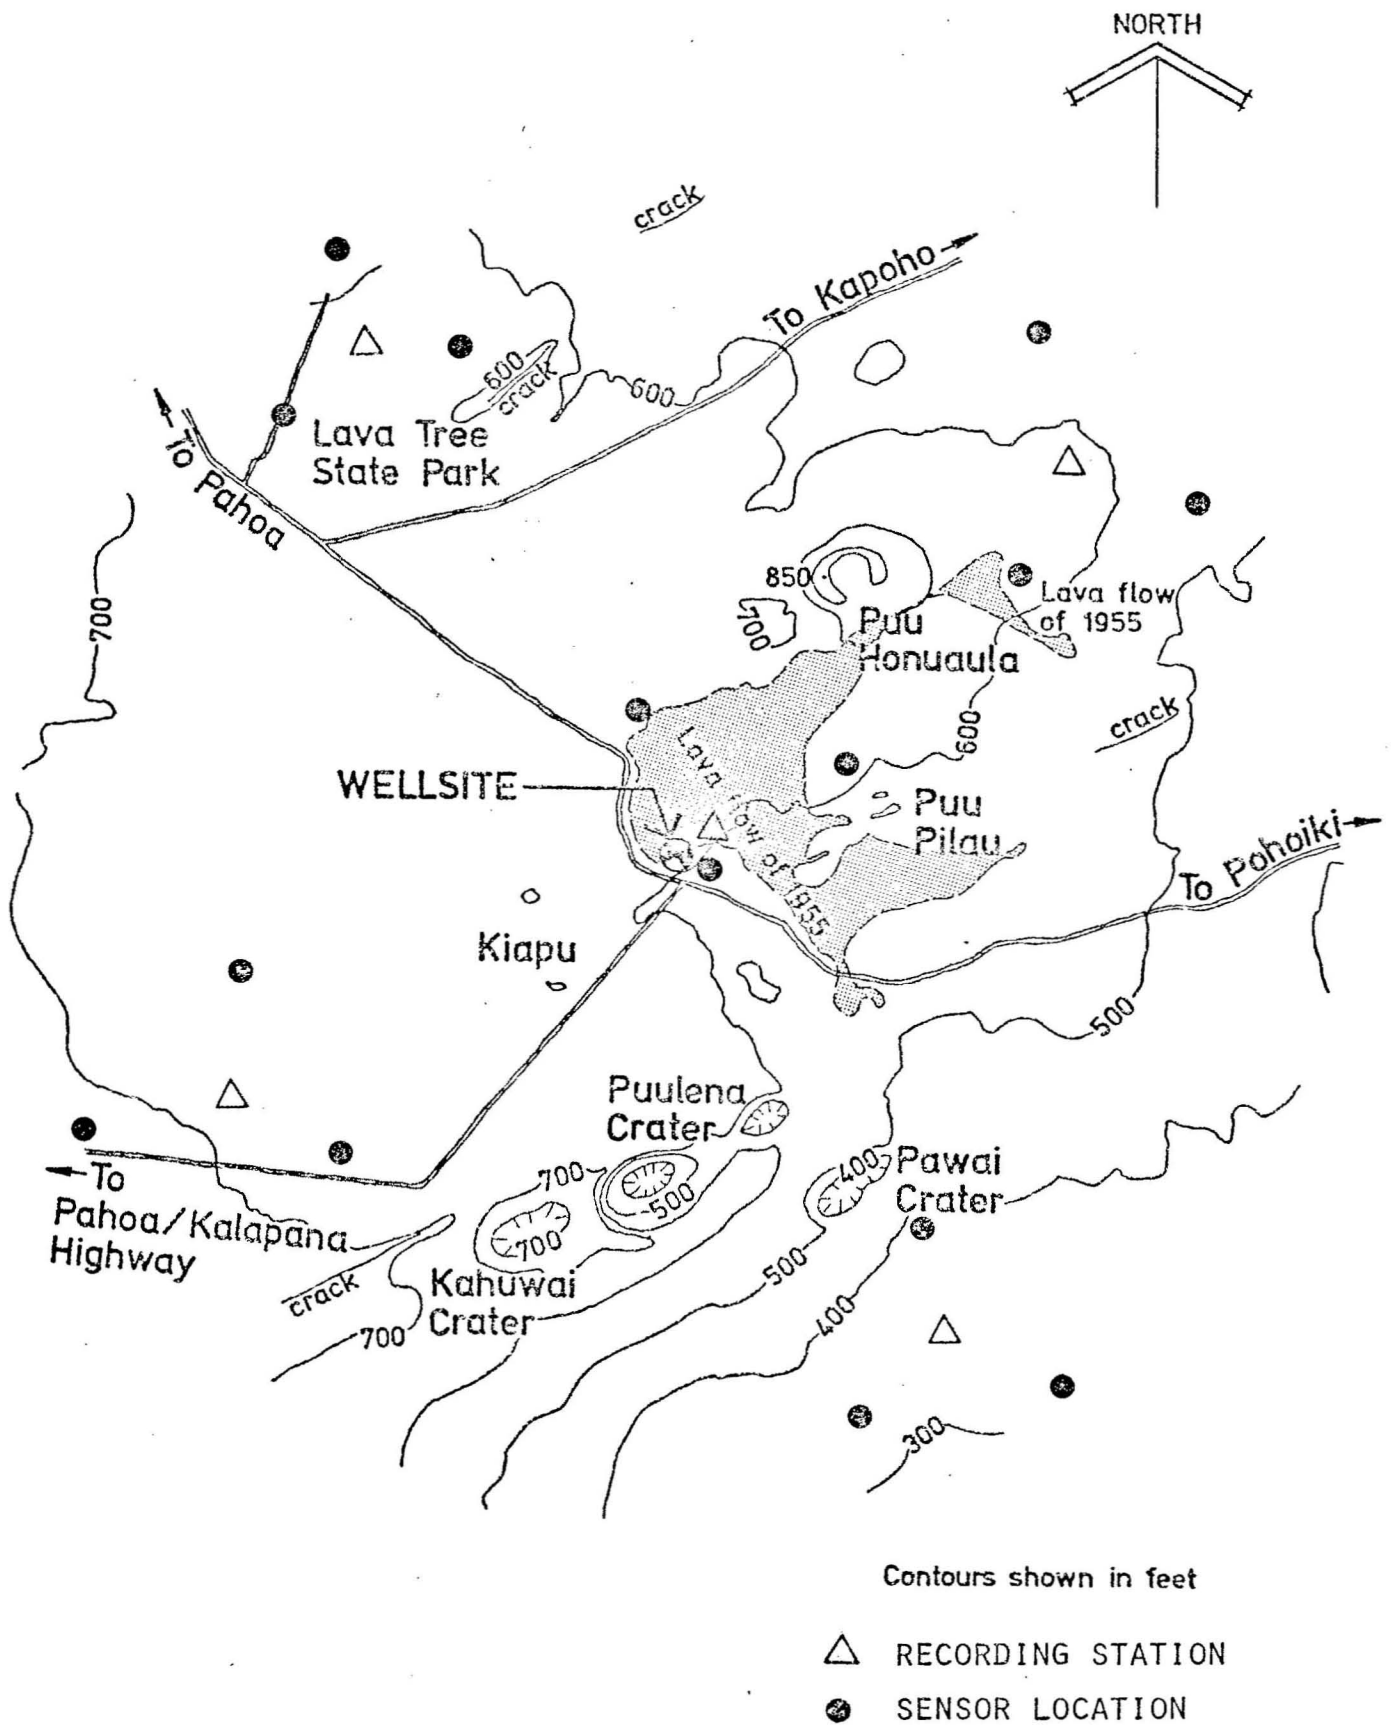 NORTH
crack
To Kapoho
600
crack
600
Lava Tree
State Park
To Pahoa
700
850
700
Puu
Honuaula
Lava flow
of 1955
crack
600
WELLSITE
Lava flow of 1955
Puu
Pilau
To Pohoiki
Kiapu
500
Puulena
Crater
700
500
400
Pawai
Crater
To
Pahoa/Kalapana
Highway
700
crack
Kahuwai
Crater
700
500
400
300
Contours shown in feet
RECORDING STATION
SENSOR LOCATION